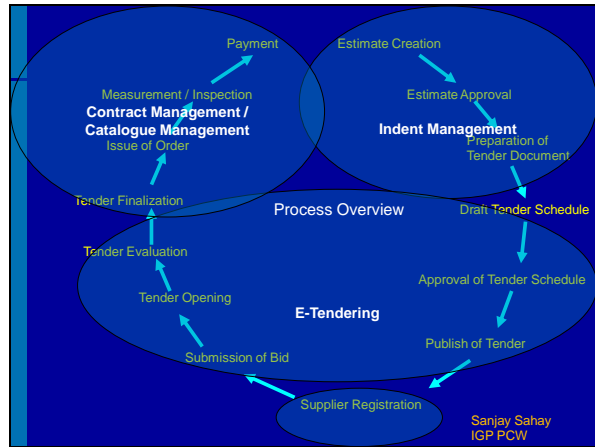 Payment
Estimate Creation
Measurement / Inspection
Estimate Approval
Contract Management /
Catalogue Management
Indent Management
Issue of Order
Preparation of
Tender Document
Tender Finalization
Process Overview
Draft Tender Schedule
Tender Evaluation
Approval of Tender Schedule
Tender Opening
E-Tendering
Publish of Tender
Submission of Bid
Supplier Registration
Sanjay Sahay
IGP PCW